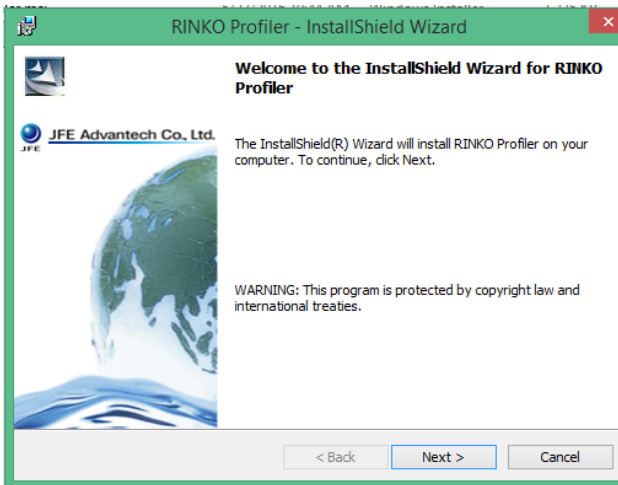 RINKO Profiler - InstallShield Wizard
Welcome to the InstallShield Wizard for RINKO
Profiler
JFE Advantech Co., Ltd.
JFE
The InstallShield(R) Wizard will install RINKO Profiler on your
computer. To continue, click Next.
WARNING: This program is protected by copyright law and
international treaties.
< Back
Next >
Cancel